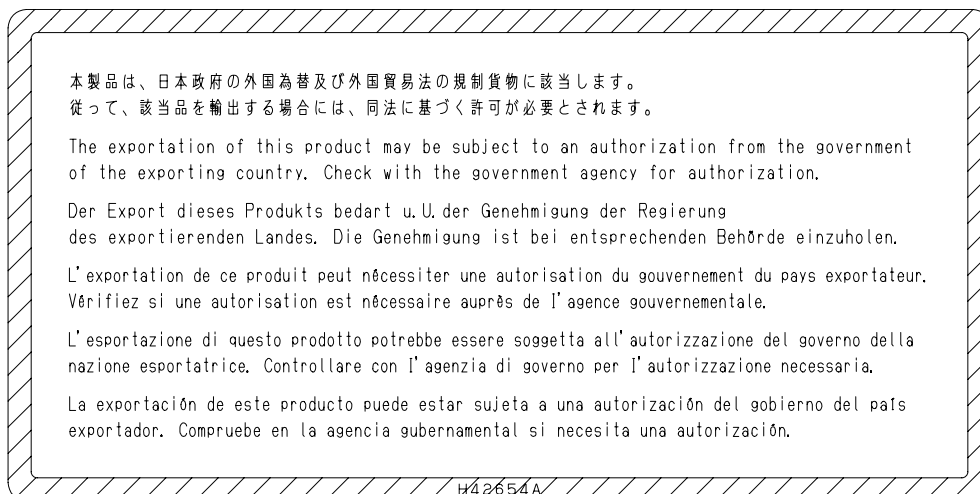 本製品は、日本政府の外国為替及び外国貿易法の規制貨物に該当します。
従って、該当品を輸出する場合には、同法に基づく許可が必要とされます。
The exportation of this product may be subject to an authorization from the government
of the exporting country. Check with the government agency for authorization.
Der Export dieses Produkts bedart u.U. der Genehmigung der Regierung
des exportierenden Landes. Die Genehmigung ist bei entsprechenden Behörde einzuholen.
L'exportation de ce produit peut nécessiter une autorisation du gouvernement du pays exportateur.
Vérifiez si une autorisation est nécessaire auprès de I'agence gouvernementale.
L'esportazione di questo prodotto potrebbe essere soggetta all'autorizzazione del governo della
nazione esportatrice. Controllare con I'agenzia di governo per I'autorizzazione necessaria.
La exportación de este producto puede estar sujeta a una autorización del gobierno del país
exportador. Compruebe en la agencia gubernamental si necesita una autorización.
H42654A